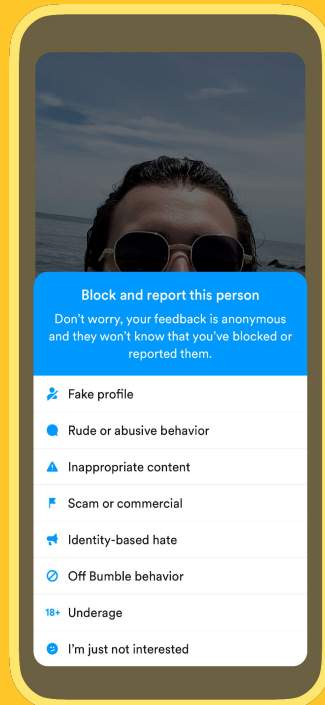 Block and report this person
Don't worry, your feedback is anonymous
and they won't know that you've blocked or
reported them.
Fake profile
Rude or abusive behavior
Inappropriate content
Scam or commercial
Identity-based hate
Off Bumble behavior
18+ Underage
I'm just not interested